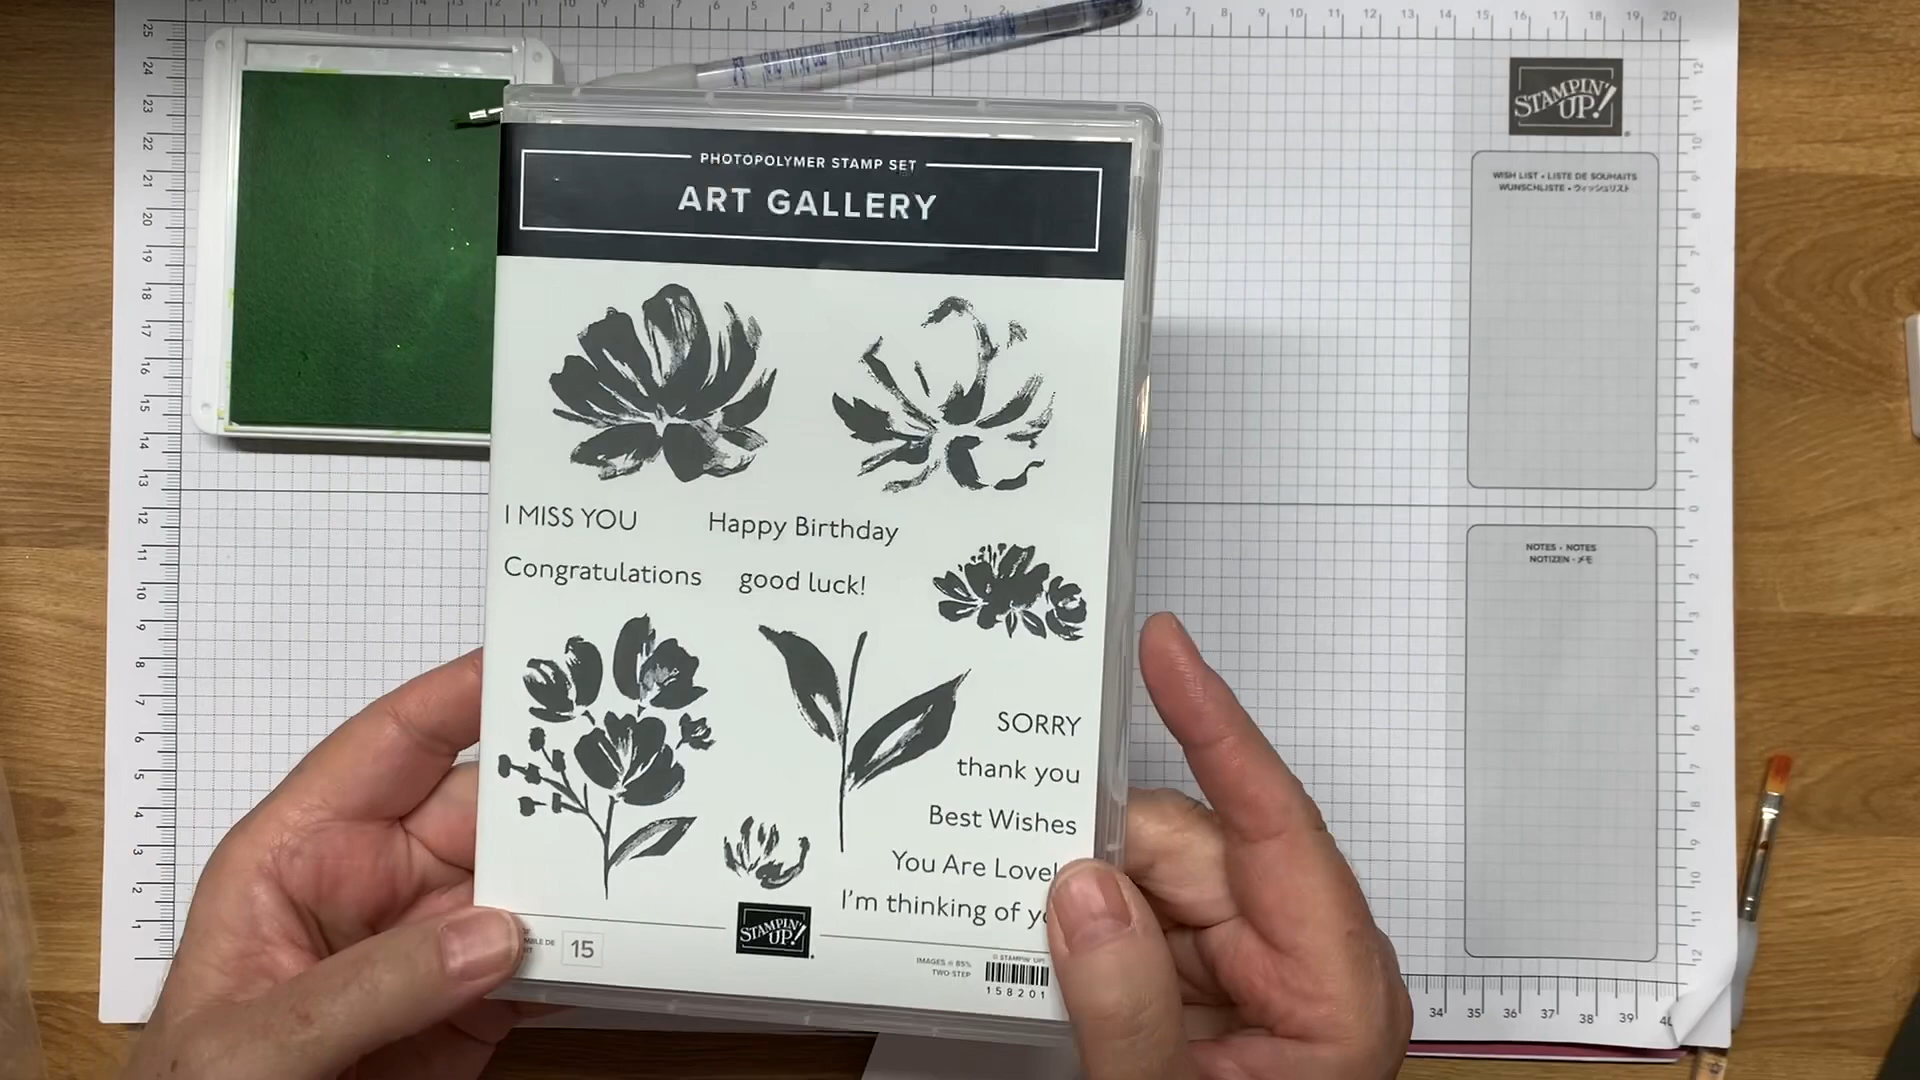 PHOTOPOLYMER STAMP SET
ART GALLERY
I MISS YOU
Happy Birthday
Congratulations
good luck!
SORRY
thank you
Best Wishes
You Are
I'm thinking of
15
STAMPIN' UP!
IMAGES @ 85%
TWO-STEP
© STAMPIN' UP!
158201
STAMPIN' UP!
WISH LIST • LISTE DE SOUHAITS
WUNSCHLISTE • ウィッシュリスト
NOTES • NOTES
NOTIZEN • メモ